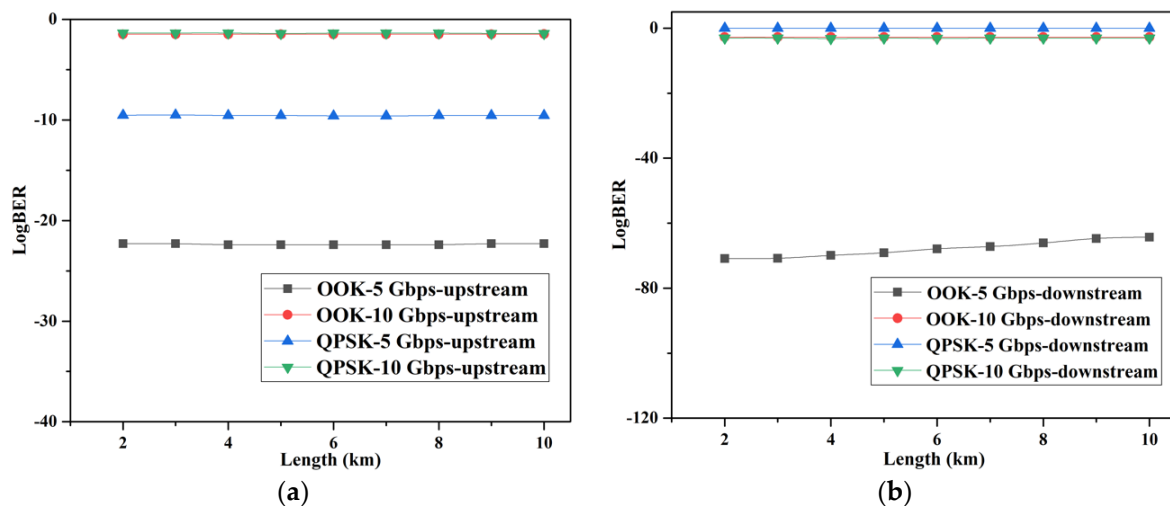 0
-10
-20
-30
-40
LogBER
2 4 6 8 10
Length (km)
OOK-5 Gbps-upstream
OOK-10 Gbps-upstream
QPSK-5 Gbps-upstream
QPSK-10 Gbps-upstream
(a)
0
-40
-80
-120
LogBER
2 4 6 8 10
Length (km)
OOK-5 Gbps-downstream
OOK-10 Gbps-downstream
QPSK-5 Gbps-downstream
QPSK-10 Gbps-downstream
(b)